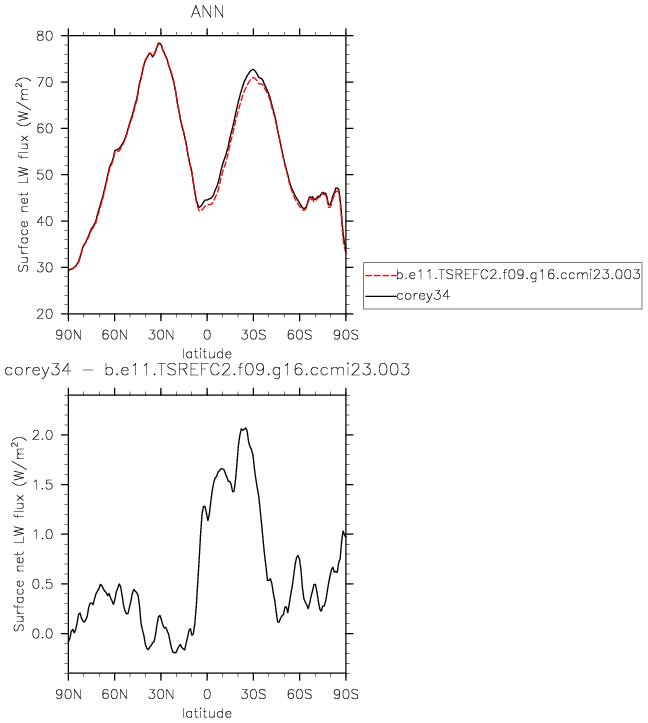 ANN
80
70
60
50
40
30
20
Surface net LW flux (W/m²)
90N 60N 30N 0 30S 60S 90S
latitude
b.e11.TSREFC2.f09.g16.ccmi23.003
corey34
corey34 – b.e11.TSREFC2.f09.g16.ccmi23.003
2.0
1.5
1.0
0.5
0.0
Surface net LW flux (W/m²)
90N 60N 30N 0 30S 60S 90S
latitude